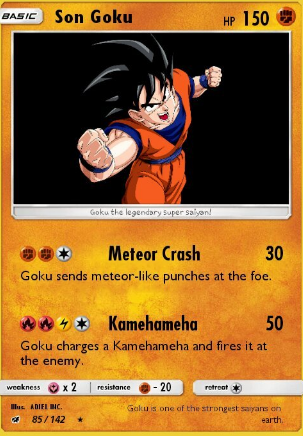 BASIC Son Goku HP 150
Goku the legendary super saiyan!
Meteor Crash 30
Goku sends meteor-like punches at the foe.
Kamehameha 50
Goku charges a Kamehameha and fires it at
the enemy.
weakness x 2 resistance - 20 retreat
Illus. ADIEL INC.
85/142
Goku is one of the strongest saiyans on
earth.